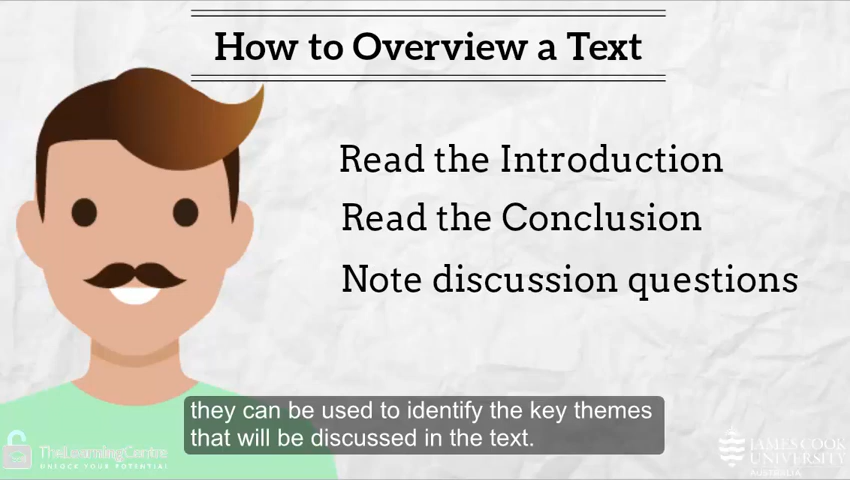 How to Overview a Text
Read the Introduction
Read the Conclusion
Note discussion questions
they can be used to identify the key themes
that will be discussed in the text.
TheLearningCentre
UNLOCK YOUR POTENTIAL
JAMES COOK
UNIVERSITY
AUSTRALIA